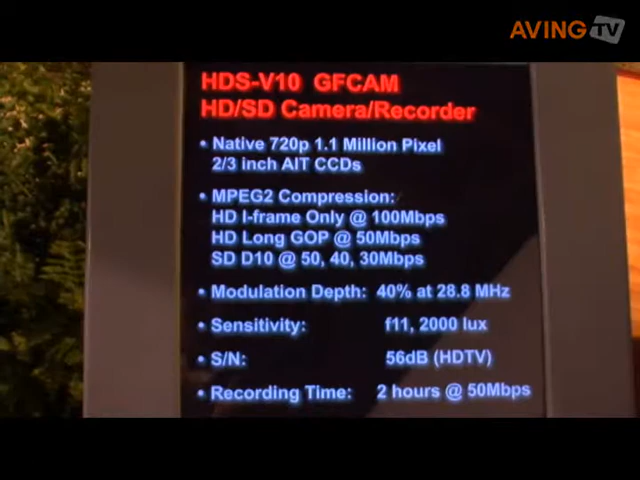 AVING TV
HDS-V10 GFCAM
HD/SD Camera/Recorder
• Native 720p 1.1 Million Pixel
2/3 inch AIT CCDs
• MPEG2 Compression:
HD I-frame Only @ 100Mbps
HD Long GOP @ 50Mbps
SD D10 @ 50, 40, 30Mbps
• Modulation Depth: 40% at 28.8 MHz
• Sensitivity: f11, 2000 lux
• S/N: 56dB (HDTV)
• Recording Time: 2 hours @ 50Mbps